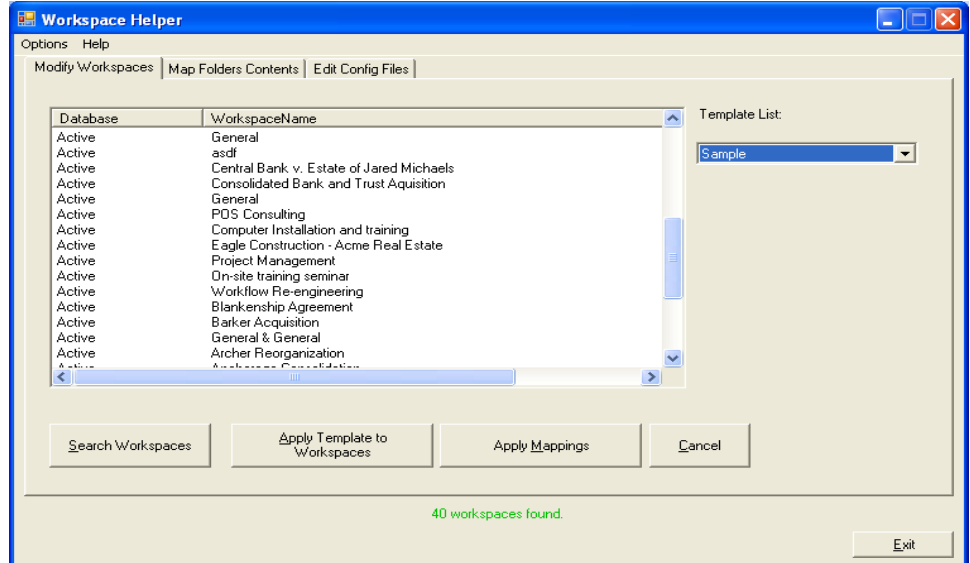 Workspace Helper
Options Help
Modify Workspaces Map Folders Contents Edit Config Files
Database WorkspaceName
Template List:
Active General
Sample
Active asdf
Active Central Bank v. Estate of Jared Michaels
Active Consolidated Bank and Trust Aquisition
Active General
Active POS Consulting
Active Computer Installation and training
Active Eagle Construction - Acme Real Estate
Active Project Management
Active On-site training seminar
Active Workflow Re-engineering
Active Blankenship Agreement
Active Barker Acquisition
Active General & General
Active Archer Reorganization
Search Workspaces
Apply Template to
Workspaces
Apply Mappings
Cancel
40 workspaces found.
Exit